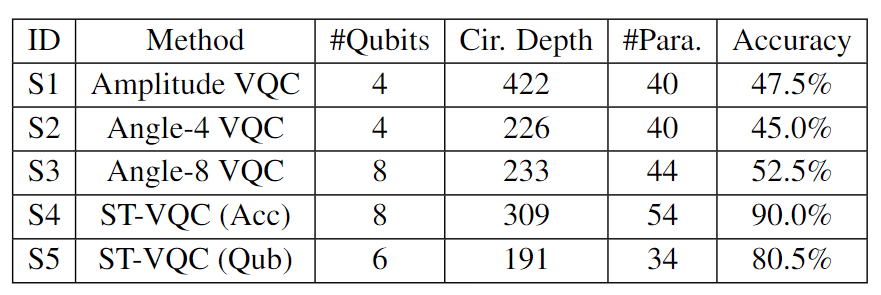 ID Method #Qubits Cir. Depth #Para. Accuracy
S1 Amplitude VQC 4 422 40 47.5%
S2 Angle-4 VQC 4 226 40 45.0%
S3 Angle-8 VQC 8 233 44 52.5%
S4 ST-VQC (Acc) 8 309 54 90.0%
S5 ST-VQC (Qub) 6 191 34 80.5%